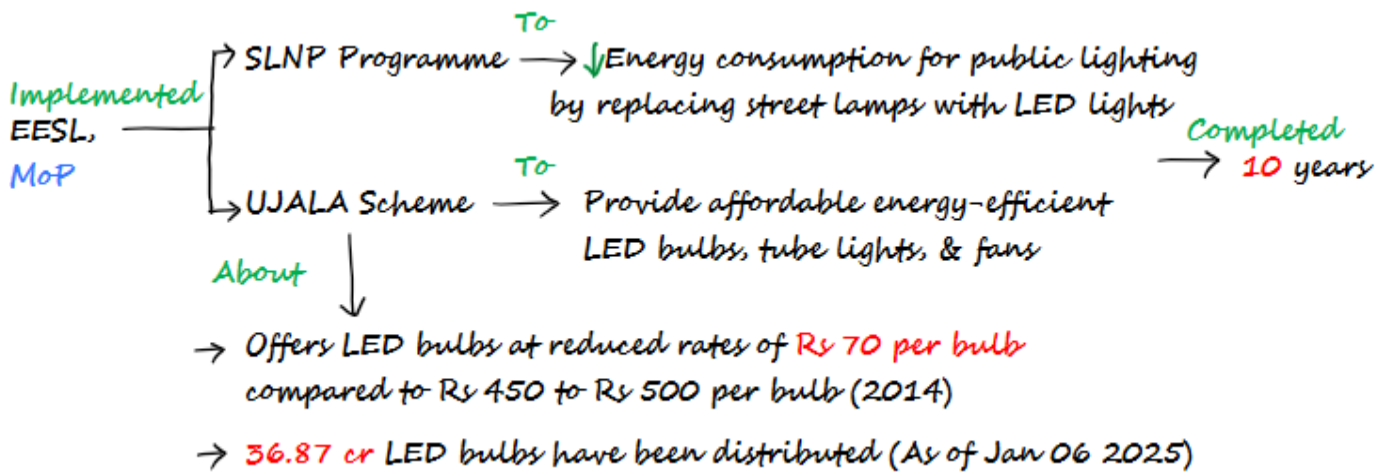 Implemented
EESL,
MoP
SLNP Programme
To
↓Energy consumption for public lighting
by replacing street lamps with LED lights
UJALA Scheme
To
Provide affordable energy-efficient
LED bulbs, tube lights, & fans
Completed
10 years
About
→ Offers LED bulbs at reduced rates of Rs 70 per bulb
compared to Rs 450 to Rs 500 per bulb (2014)
→ 36.87 cr LED bulbs have been distributed (As of Jan 06 2025)